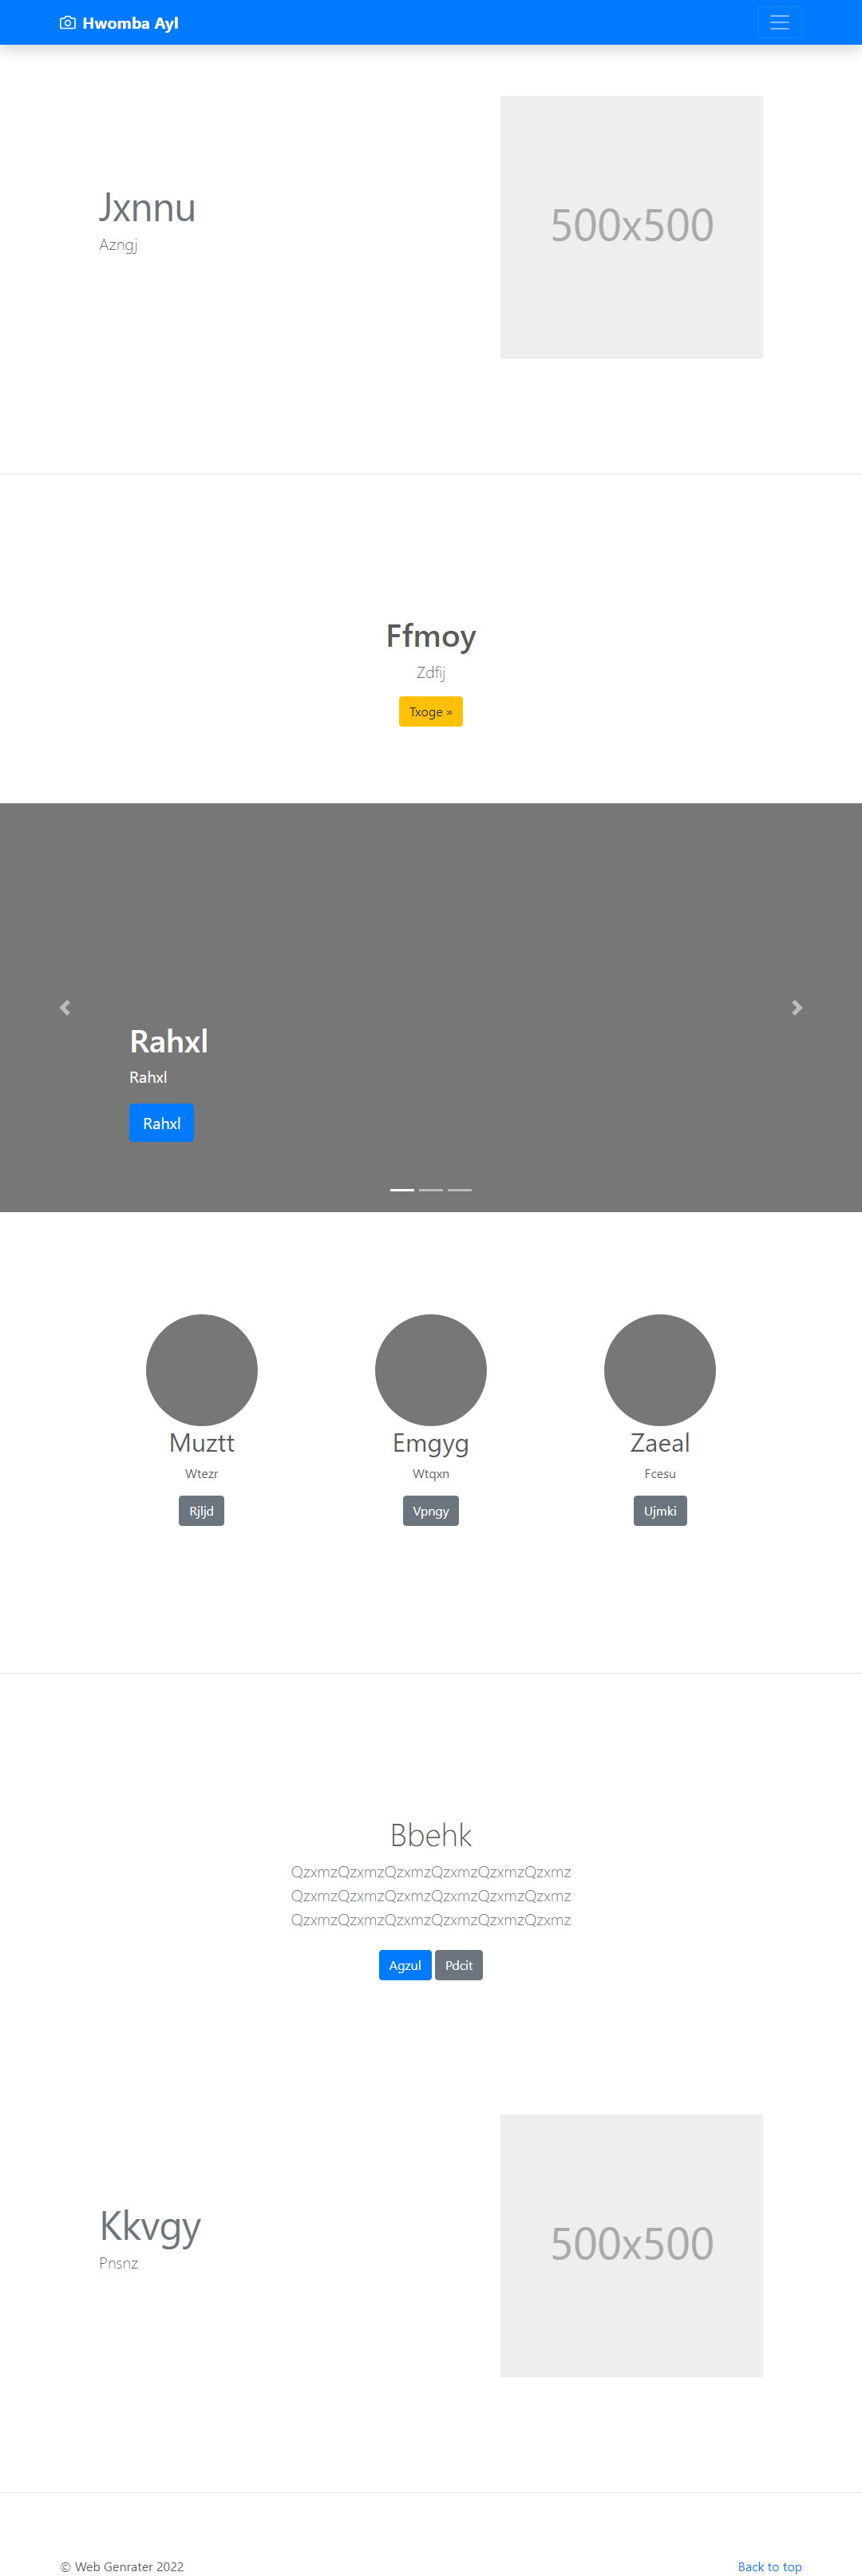 Hwomba Ayl
Jxnnu
Azngj
500x500
Ffmoy
Zdfij
Txoge »
Rahxl
Rahxl
Rahxl
Muztt
Wtezr
Rjljd
Emgyg
Wtqxn
Vpngy
Zaeal
Fcesu
Ujmki
Bbehk
QzxmzQzxmzQzxmzQzxmzQzxmzQzxmz
QzxmzQzxmzQzxmzQzxmzQzxmzQzxmz
QzxmzQzxmzQzxmzQzxmzQzxmzQzxmz
Agzul Pdcit
Kkvgy
Pnsnz
500x500
© Web Genrater 2022
Back to top